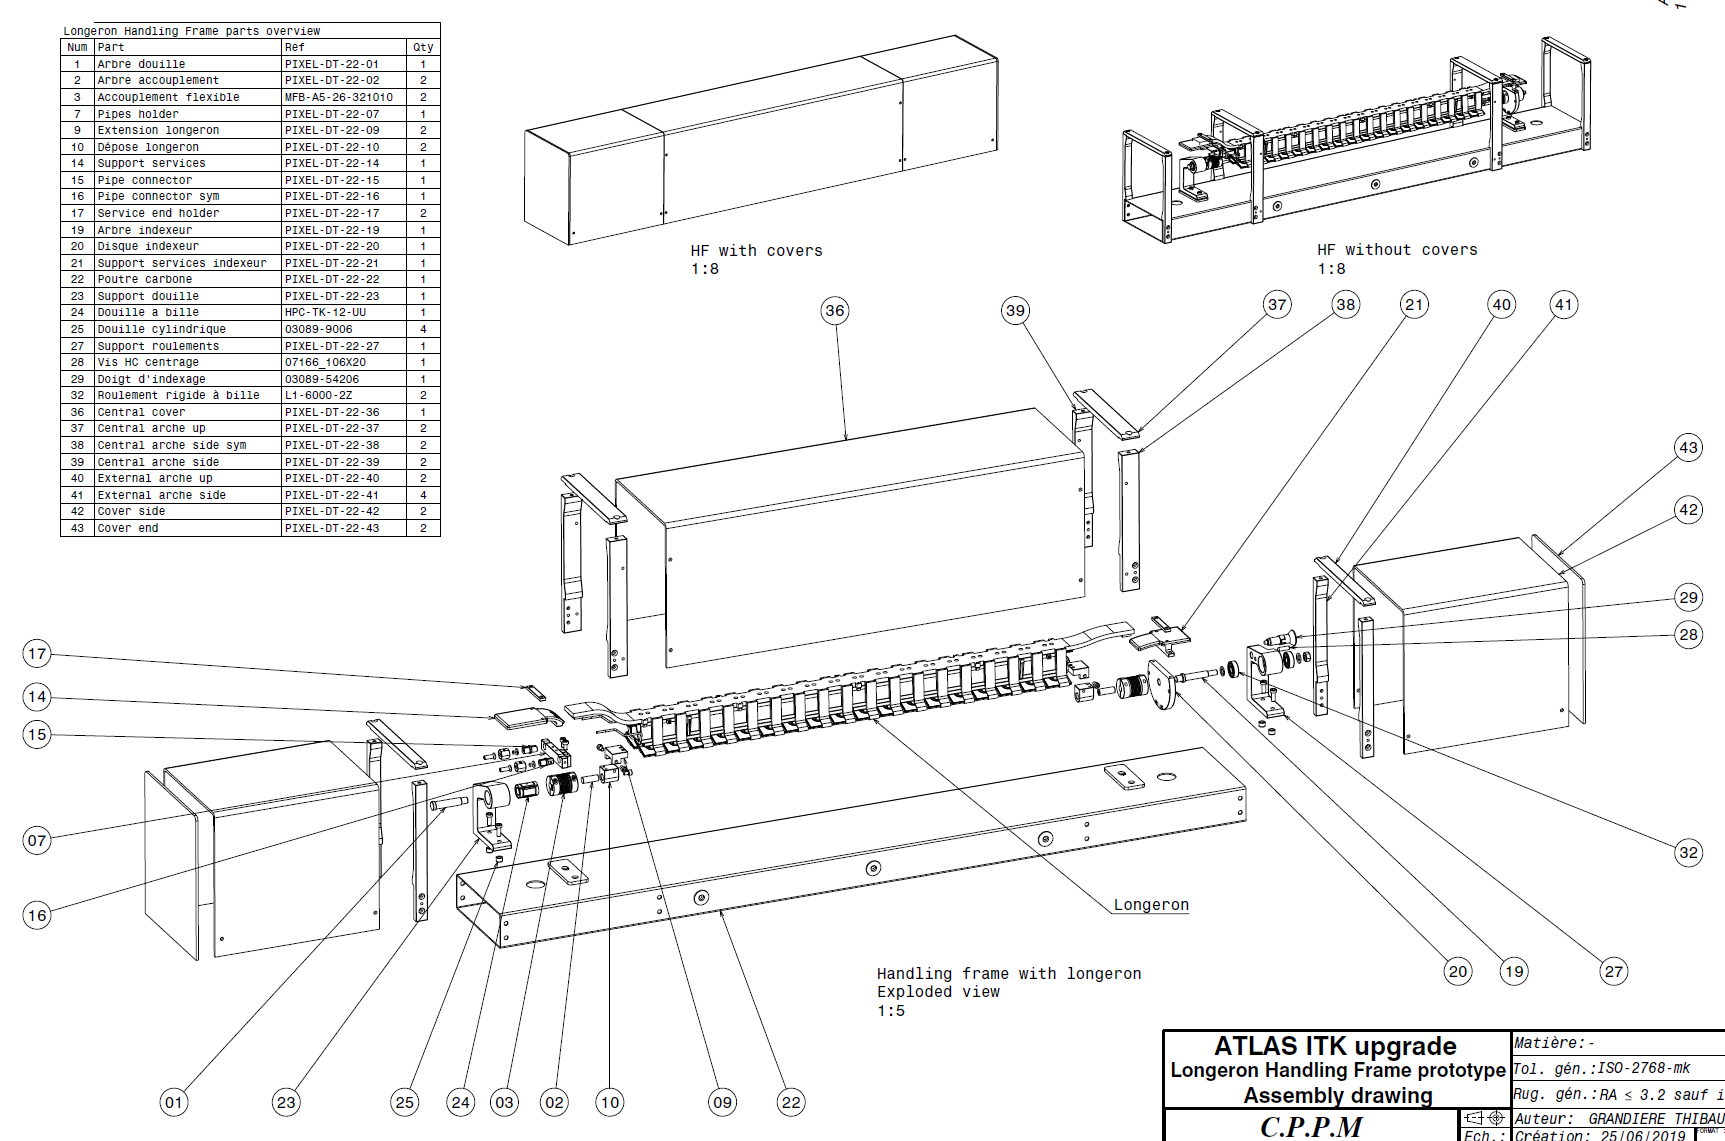 Longeron Handling Frame parts overview
Num Part Ref Qty
1 Arbre douille PIXEL-DT-22-01 1
2 Arbre accouplement PIXEL-DT-22-02 2
3 Accouplement flexible MFB-A5-26-321010 2
7 Pipes holder PIXEL-DT-22-07 1
9 Extension longeron PIXEL-DT-22-09 2
10 Dépose longeron PIXEL-DT-22-10 2
14 Support services PIXEL-DT-22-14 1
15 Pipe connector PIXEL-DT-22-15 1
16 Pipe connector sym PIXEL-DT-22-16 1
17 Service end holder PIXEL-DT-22-17 2
19 Arbre indexeur PIXEL-DT-22-19 1
20 Disque indexeur PIXEL-DT-22-20 1
21 Support services indexeur PIXEL-DT-22-21 1
22 Poutre carbone PIXEL-DT-22-22 1
23 Support douille PIXEL-DT-22-23 1
24 Douille a bille HPC-TK-12-UU 1
25 Douille cylindrique 03089-9006 4
27 Support roulements PIXEL-DT-22-27 1
28 Vis HC centrage 07166_106X20 1
29 Doigt d'indexage 03089-54206 1
32 Roulement rigide à bille L1-6000-2Z 2
36 Central cover PIXEL-DT-22-36 1
37 Central arche up PIXEL-DT-22-37 2
38 Central arche side sym PIXEL-DT-22-38 2
39 Central arche side PIXEL-DT-22-39 2
40 External arche up PIXEL-DT-22-40 2
41 External arche side PIXEL-DT-22-41 4
42 Cover side PIXEL-DT-22-42 2
43 Cover end PIXEL-DT-22-43 2
HF with covers
1:8
HF without covers
1:8
36 39 37 38 21 40 41
43
42
29
28
17
14
15
07
16
32
Longeron
20 19 27
Handling frame with longeron
Exploded view
1:5
01 23 25 24 03 02 10 09 22
ATLAS ITK upgrade
Longeron Handling Frame prototype
Assembly drawing
C.P.P.M
Matière:-
Tol. gén.:ISO-2768-mk
Rug. gén.:RA ≤ 3.2 sauf i
Auteur: GRANDIERE THIBAU
Ech.: Création: 25/06/2019
FORMAT